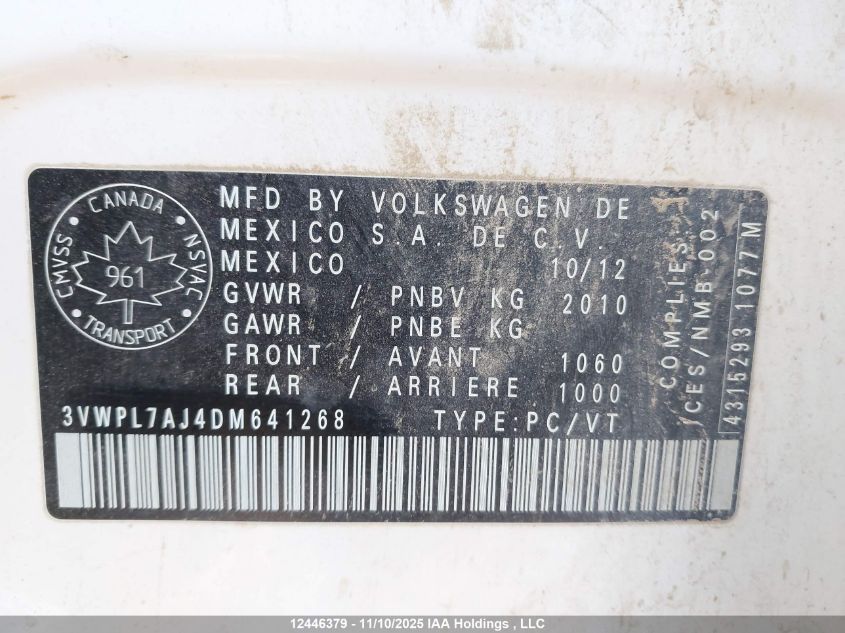 CANADA
CMVSS
NSVAC
961
TRANSPORT
MFD BY VOLKSWAGEN DE
MEXICO S.A. DE C.V.
MEXICO 10/12
GVWR / PNBV KG 2010
GAWR / PNBE KG
FRONT / AVANT 1060
REAR / ARRIERE 1000
3VWPL7AJ4DM641268 TYPE:PC/VT
COMPLIES
ICES/NMB-002
4315293 1077 M
12446379 - 11/10/2025 IAA Holdings , LLC